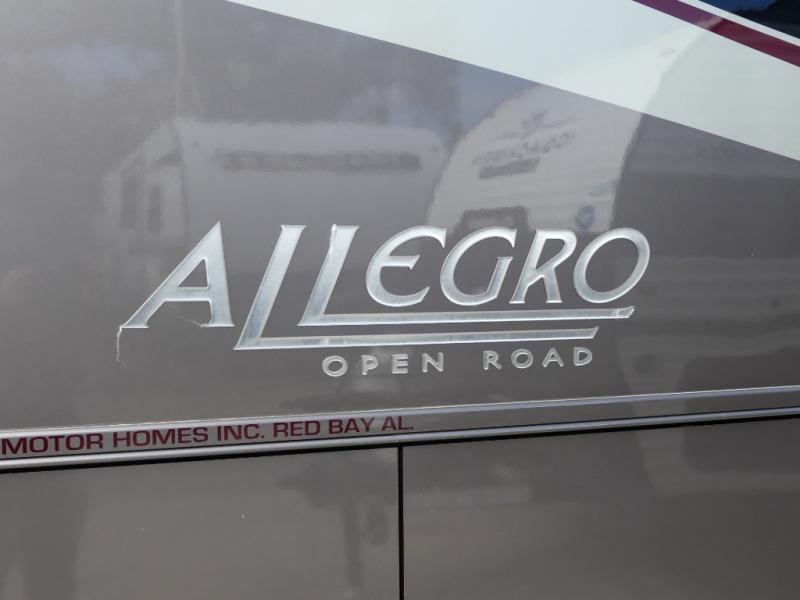 ALLEGRO
OPEN ROAD
MOTOR HOMES INC. RED BAY AL.